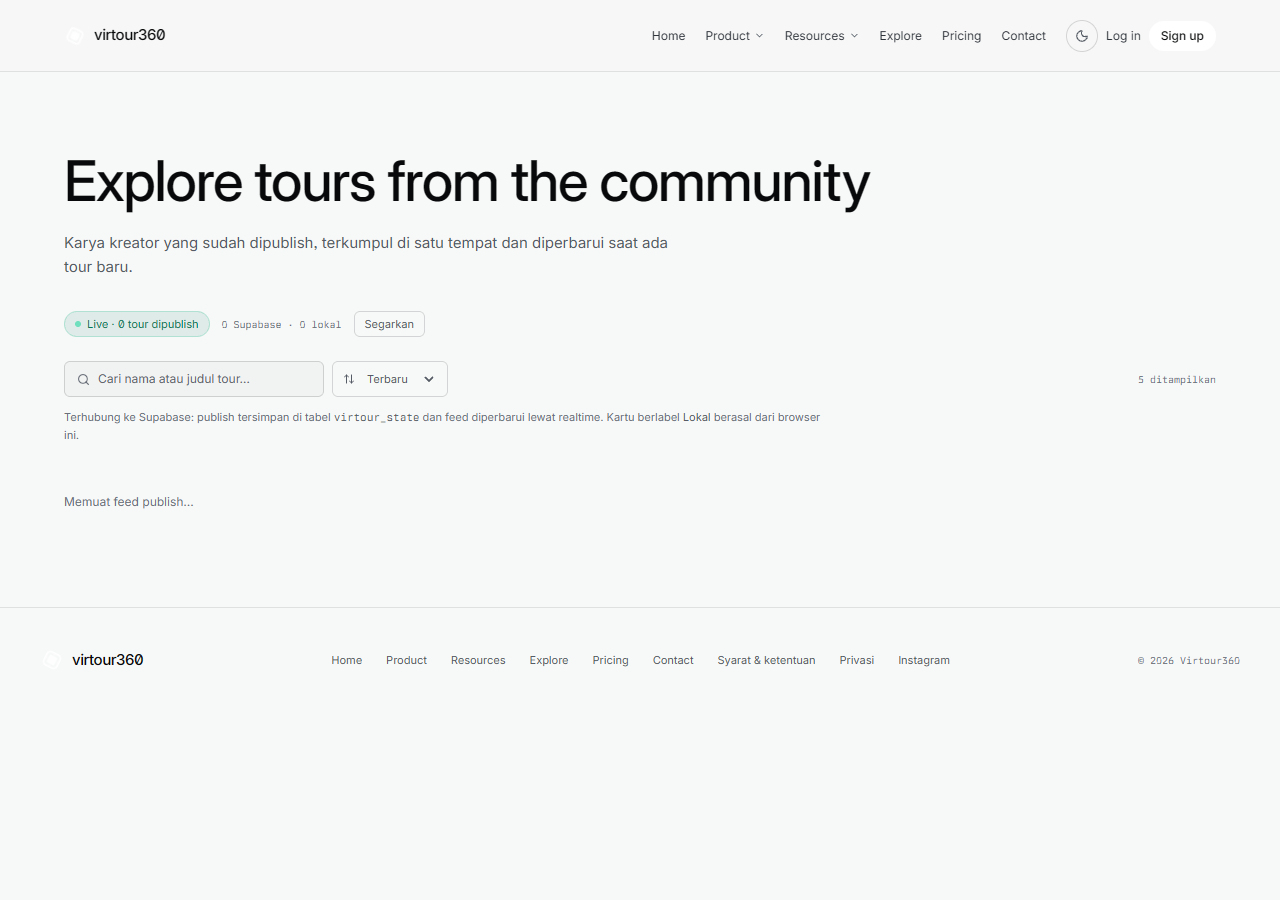 virtour360
Home Product Resources Explore Pricing Contact Log in Sign up
Explore tours from the community
Karya kreator yang sudah dipublish, terkumpul di satu tempat dan diperbarui saat ada
tour baru.
Live · 0 tour dipublish 0 Supabase · 0 lokal Segarkan
Cari nama atau judul tour... Terbaru 5 ditampilkan
Terhubung ke Supabase: publish tersimpan di tabel virtour_state dan feed diperbarui lewat realtime. Kartu berlabel Lokal berasal dari browser
ini.
Memuat feed publish...
virtour360 Home Product Resources Explore Pricing Contact Syarat & ketentuan Privasi Instagram © 2026 Virtour360